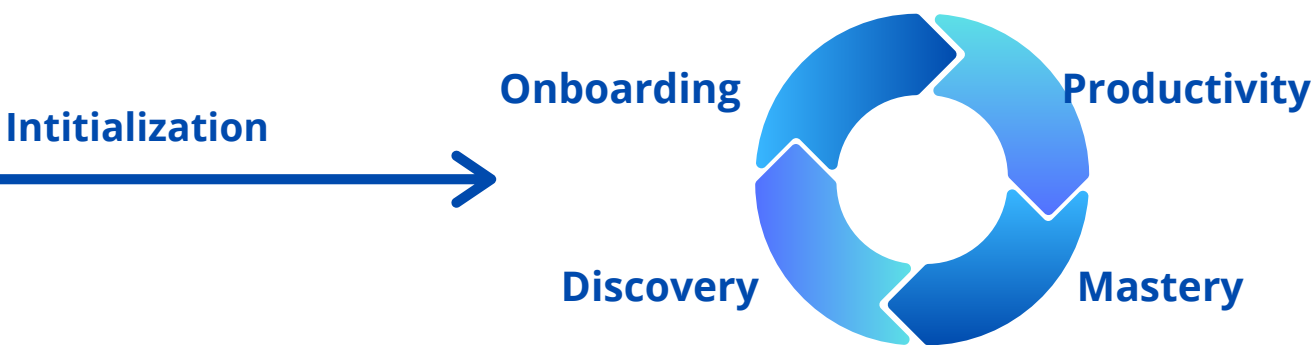 Intitialization
Onboarding
Productivity
Discovery
Mastery